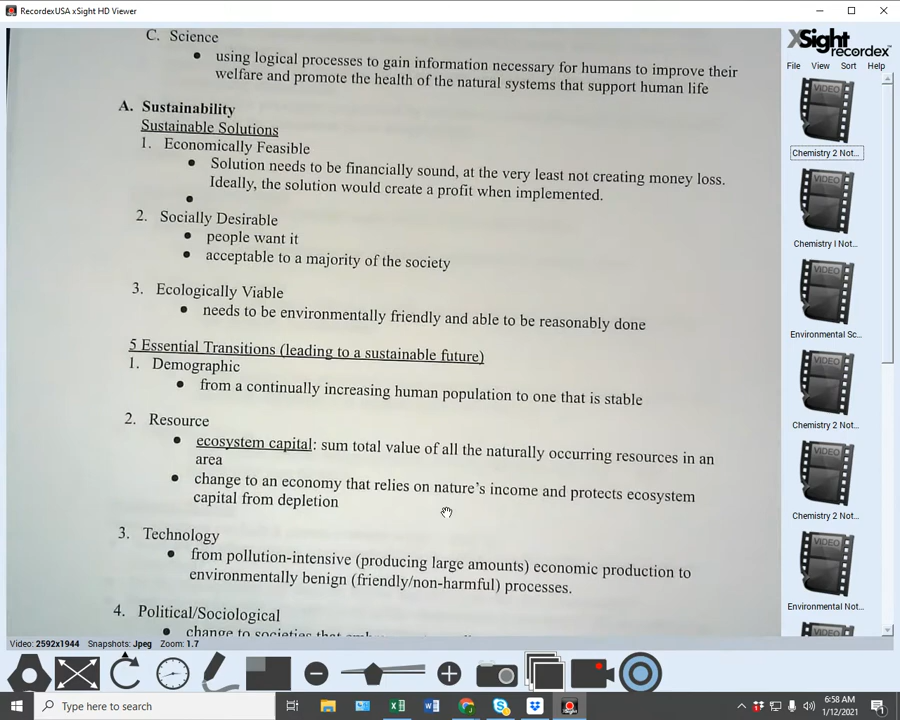 RecordexUSA xSight HD Viewer
C. Science
• using logical processes to gain information necessary for humans to improve their
welfare and promote the health of the natural systems that support human life
A. Sustainability
Sustainable Solutions
1. Economically Feasible
• Solution needs to be financially sound, at the very least not creating money loss.
Ideally, the solution would create a profit when implemented.
•
2. Socially Desirable
• people want it
• acceptable to a majority of the society
3. Ecologically Viable
• needs to be environmentally friendly and able to be reasonably done
5 Essential Transitions (leading to a sustainable future)
1. Demographic
• from a continually increasing human population to one that is stable
2. Resource
• ecosystem capital: sum total value of all the naturally occurring resources in an
area
• change to an economy that relies on nature's income and protects ecosystem
capital from depletion
3. Technology
• from pollution-intensive (producing large amounts) economic production to
environmentally benign (friendly/non-harmful) processes.
4. Political/Sociological
• change to societies that
XSight
recordex
File View Sort Help
VIDEO
Chemistry 2 Not...
VIDEO
Chemistry I Not...
VIDEO
Environmental Sc...
VIDEO
Chemistry 2 Not...
VIDEO
Chemistry 2 Not...
VIDEO
Environmental Not...
VIDEO
Video: 2592x1944 Snapshots: Jpeg Zoom: 1.7
Type here to search
6:58 AM
1/12/2021
1